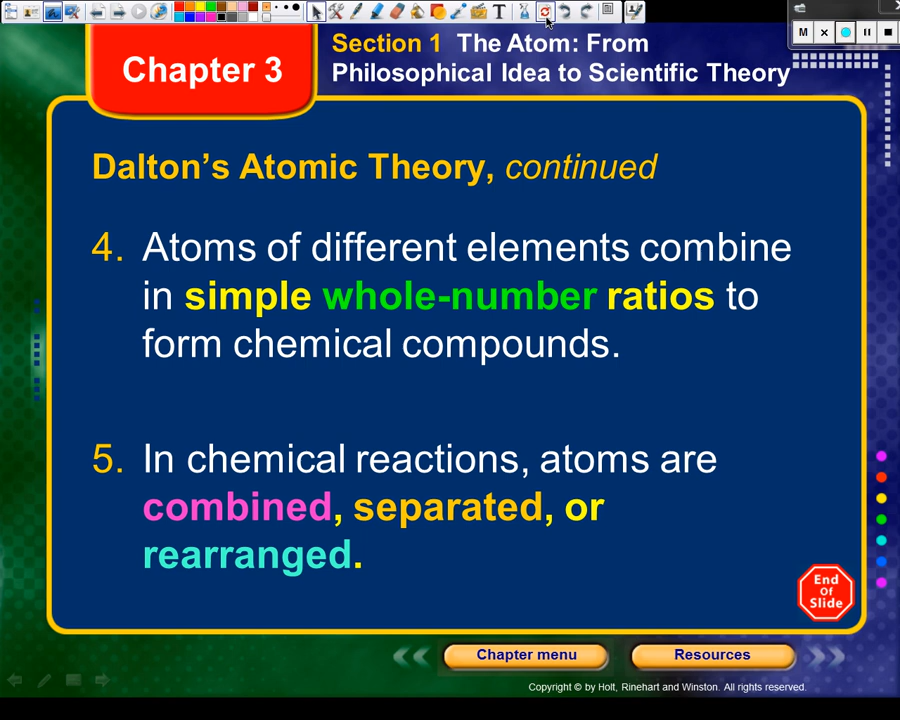 M
Chapter 3
Section 1 The Atom: From
Philosophical Idea to Scientific Theory
Dalton’s Atomic Theory, continued
4. Atoms of different elements combine
in simple whole-number ratios to
form chemical compounds.
5. In chemical reactions, atoms are
combined, separated, or
rearranged.
End
Of
Slide
Chapter menu
Resources
Copyright © by Holt, Rinehart and Winston. All rights reserved.